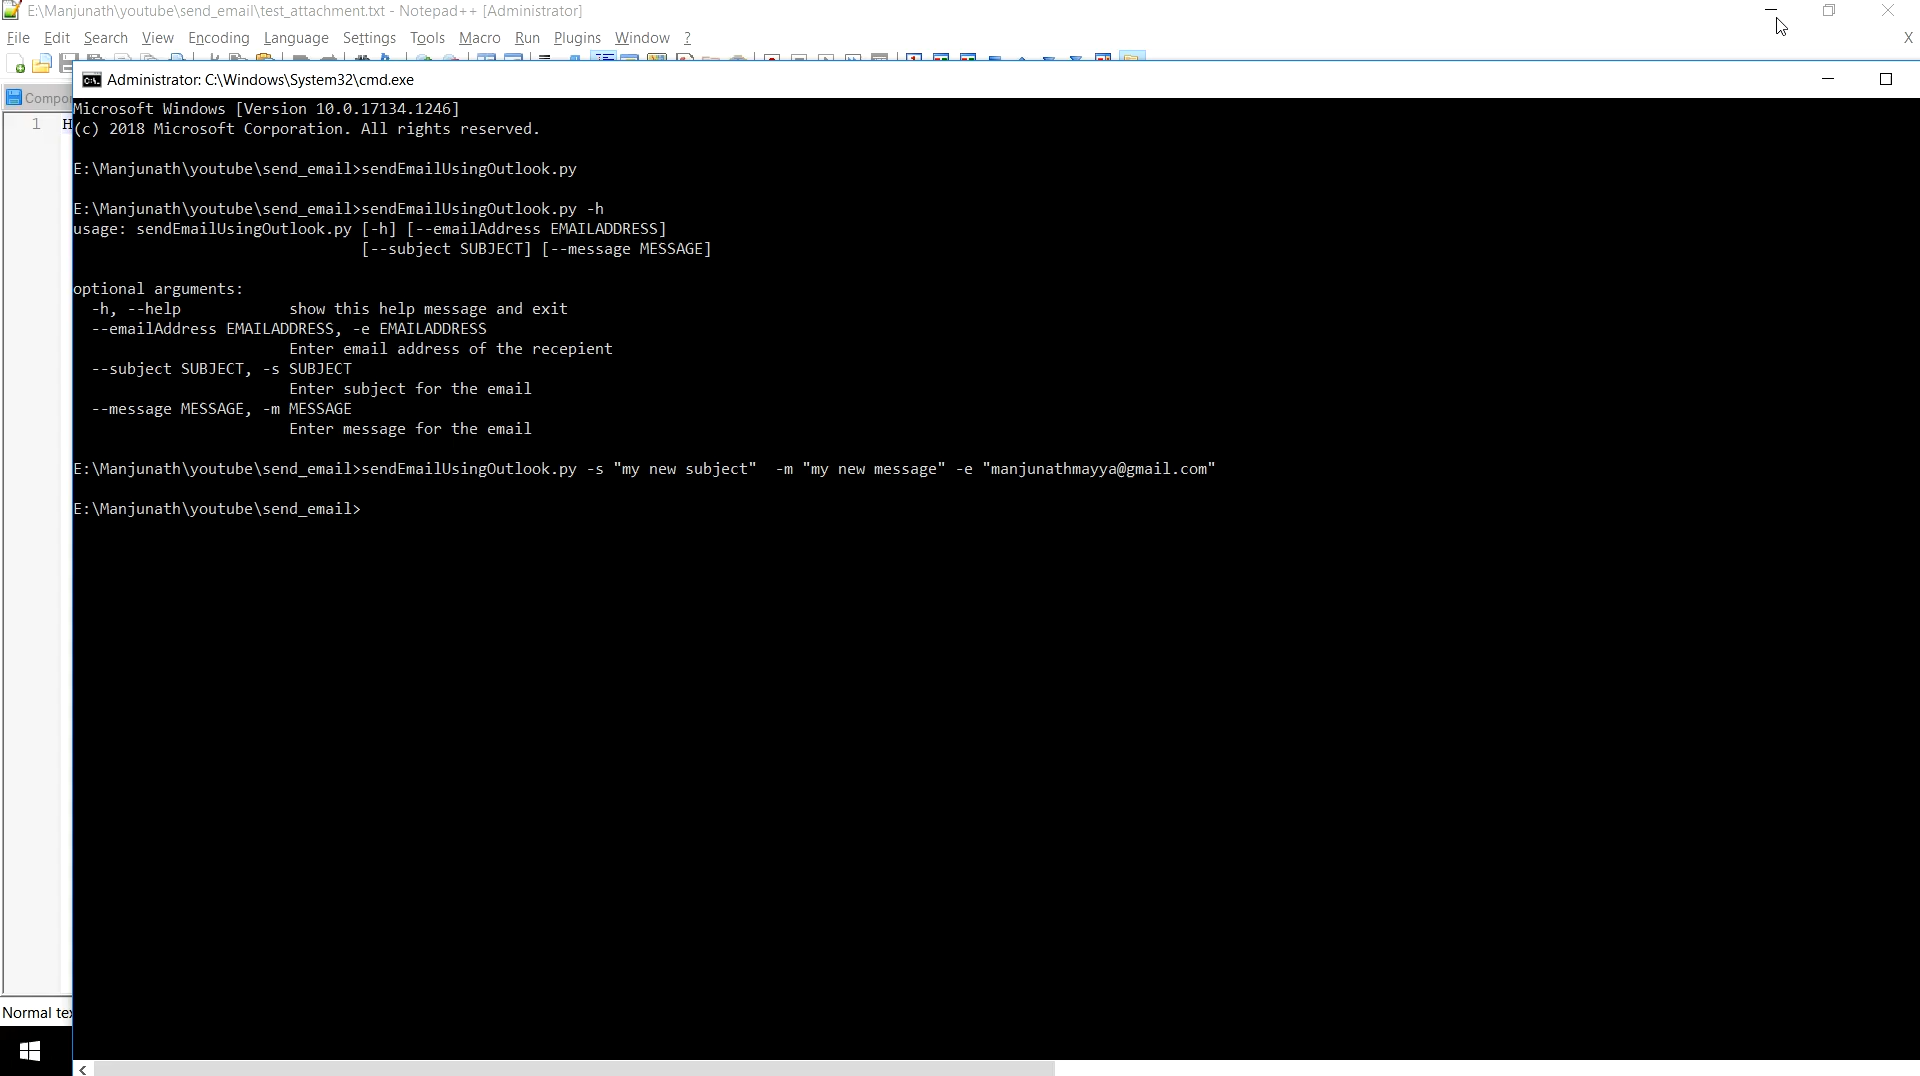 E:\Manjunath\youtube\send_email\test_attachment.txt - Notepad++ [Administrator]
File Edit Search View Encoding Language Settings Tools Macro Run Plugins Window ? X
Administrator: C:\Windows\System32\cmd.exe
Microsoft Windows [Version 10.0.17134.1246]
1 H
(c) 2018 Microsoft Corporation. All rights reserved.
E:\Manjunath\youtube\send_email>sendEmailUsingOutlook.py
E:\Manjunath\youtube\send_email>sendEmailUsingOutlook.py -h
usage: sendEmailUsingOutlook.py [-h] [--emailAddress EMAILADDRESS]
[--subject SUBJECT] [--message MESSAGE]
optional arguments:
-h, --help show this help message and exit
--emailAddress EMAILADDRESS, -e EMAILADDRESS
Enter email address of the recepient
--subject SUBJECT, -s SUBJECT
Enter subject for the email
--message MESSAGE, -m MESSAGE
Enter message for the email
E:\Manjunath\youtube\send_email>sendEmailUsingOutlook.py -s "my new subject"  -m "my new message" -e "manjunathmayya@gmail.com"
E:\Manjunath\youtube\send_email>
Normal